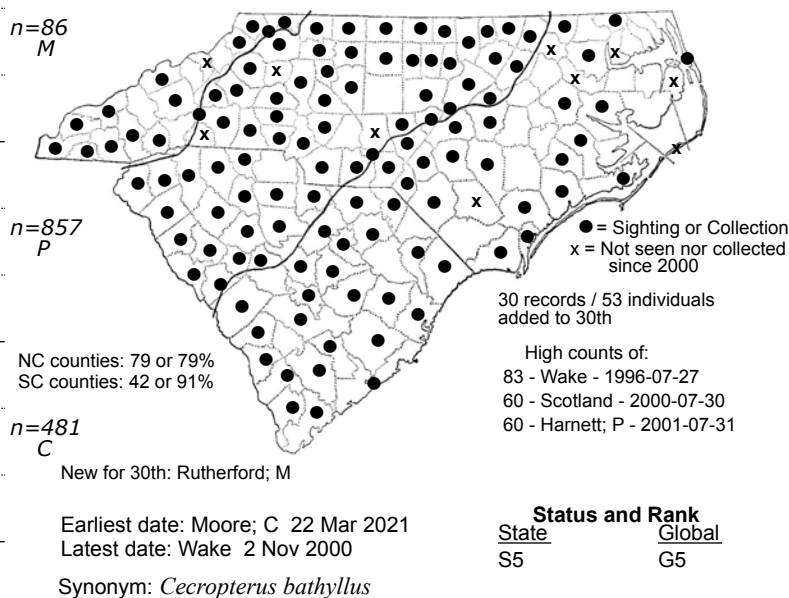 n=86
M
n=857
P
● = Sighting or Collection
x = Not seen nor collected
since 2000
30 records / 53 individuals
added to 30th
High counts of:
83 - Wake - 1996-07-27
60 - Scotland - 2000-07-30
60 - Harnett; P - 2001-07-31
NC counties: 79 or 79%
SC counties: 42 or 91%
n=481
C
New for 30th: Rutherford; M
Earliest date: Moore; C 22 Mar 2021
Latest date: Wake 2 Nov 2000
Synonym: Cecropterus bathyllus
Status and Rank
State Global
S5 G5